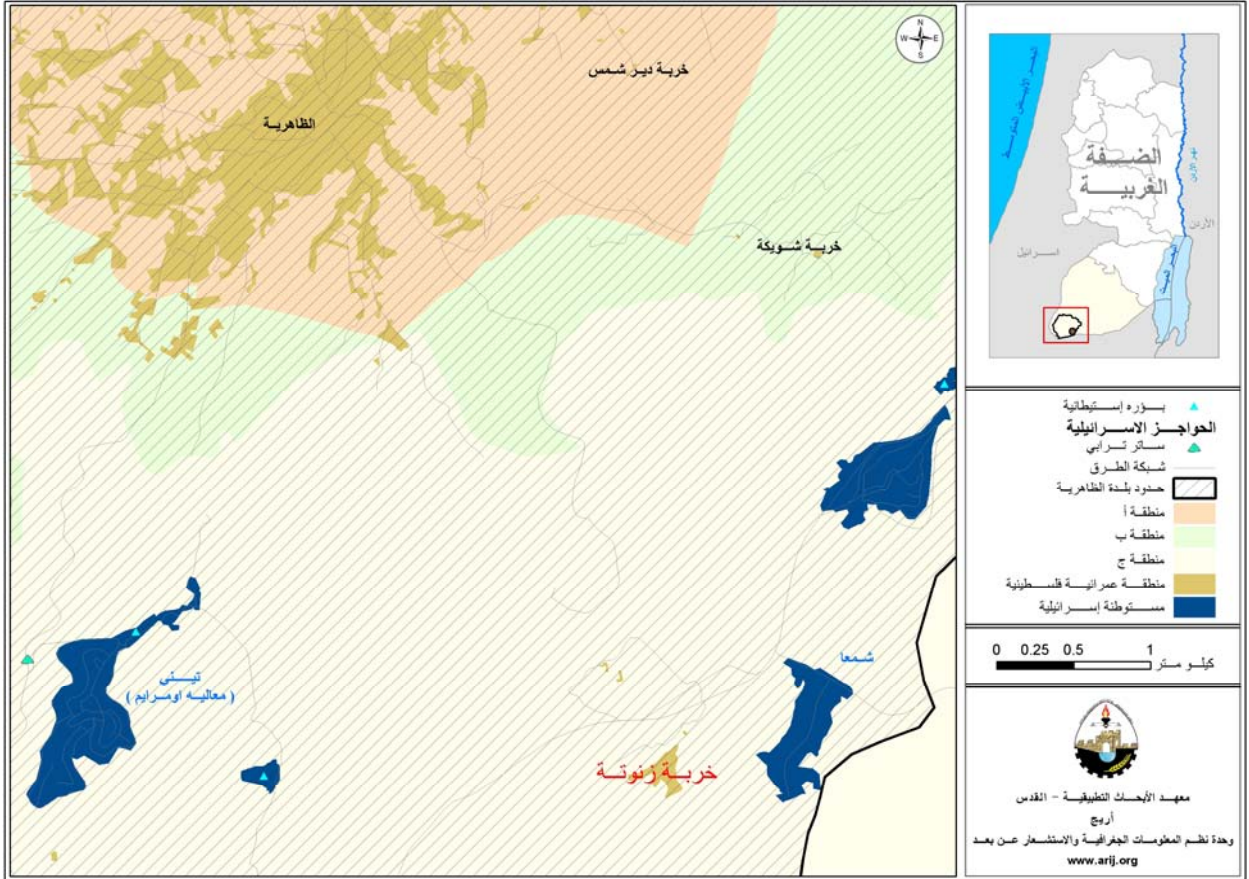 خربة دير شمس
الظاهرية
خربة شويكة
شمعا
تينى
( معاليه اومرايم )
خربة زنوتة
N
W E
S
البحر الأبيض المتوسط
نهر الأردن
الضفة
الغربية
الأردن
اسرائيل
البحر الميت
بؤره إستيطانية
الحواجز الاسرائيلية
ساتر ترابي
شبكة الطرق
حدود بلدة الظاهرية
منطقة أ
منطقة ب
منطقة ج
منطقة عمرانية فلسطينية
مستوطنة إسرائيلية
0 0.25 0.5 1
كيلو متر
معهد الأبحاث التطبيقية - القدس
أريج
وحدة نظم المعلومات الجغرافية والاستشعار عن بعد
www.arij.org